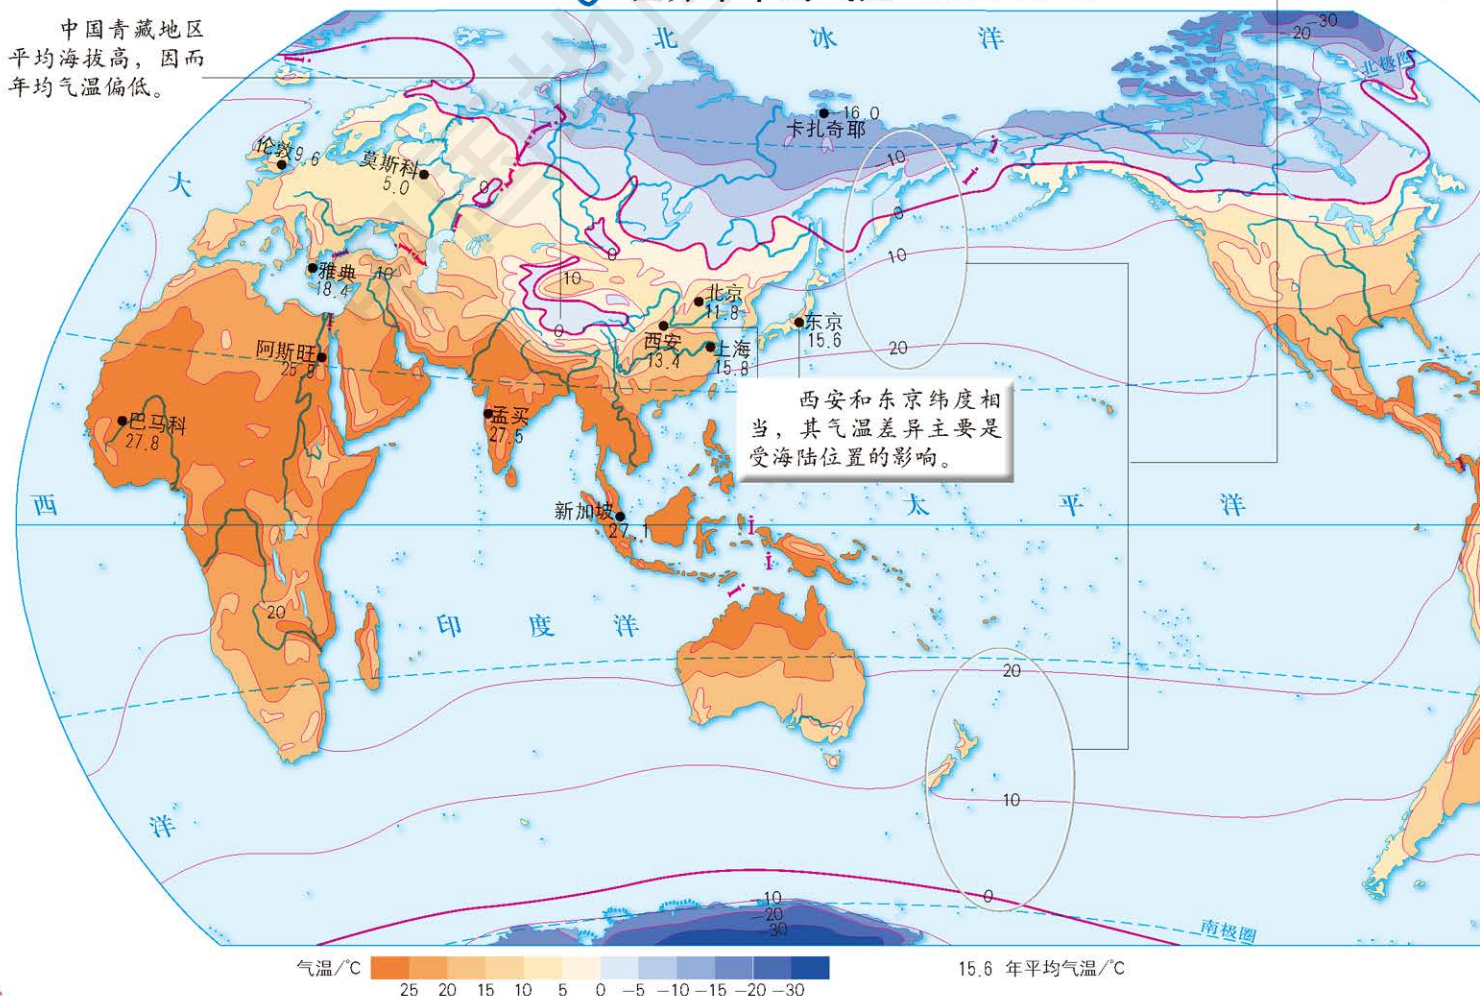 中国青藏地区
平均海拔高，因而
年均气温偏低。
北 冰 洋
-30
-20
北极圈
-16.0
卡扎奇耶
伦敦9.6
莫斯科
5.0
大
-10
0
0
10
0
10
0
10
雅典
18.4
北京
11.8
东京
15.6
西安
13.4
上海
15.8
20
阿斯旺
25.8
巴马科
27.8
孟买
27.5
西安和东京纬度相
当，其气温差异主要是
受海陆位置的影响。
西
新加坡
27.1
太 平 洋
20
印 度 洋
20
10
洋
0
-10
-20
-30
南极圈
气温/℃
25 20 15 10 5 0 -5 -10 -15 -20 -30
15.6 年平均气温/℃